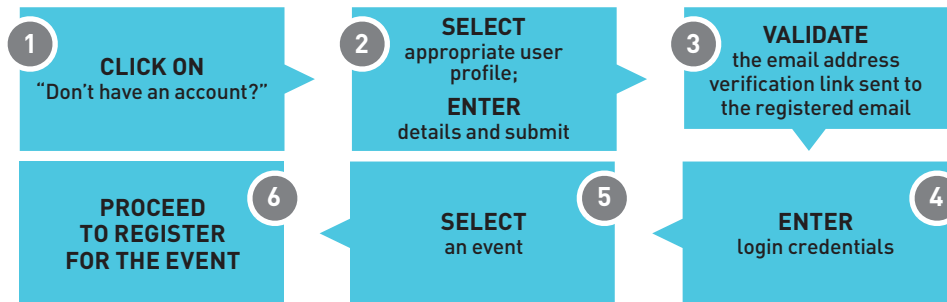 1
CLICK ON
“Don’t have an account?”
2
SELECT
appropriate user
profile;
ENTER
details and submit
3
VALIDATE
the email address
verification link sent to
the registered email
4
ENTER
login credentials
5
SELECT
an event
6
PROCEED
TO REGISTER
FOR THE EVENT